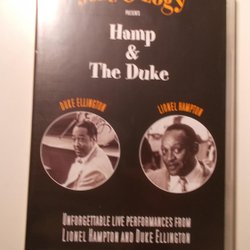 PRESENTS
Hamp
&
The Duke
DUKE ELLINGTON
LIONEL HAMPTON
UNFORGETTABLE LIVE PERFORMANCES FROM
LIONEL HAMPTON AND DUKE ELLINGTON